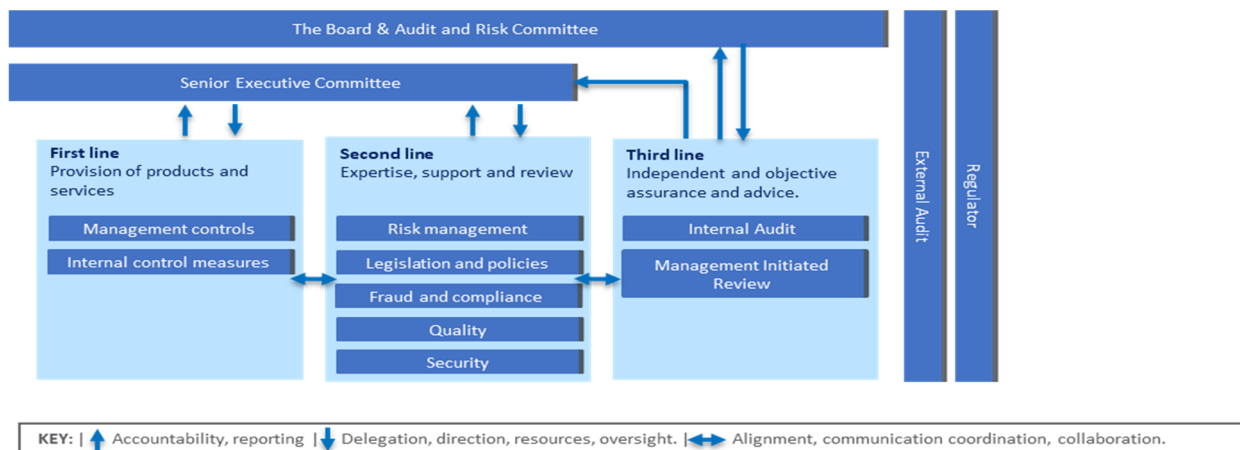 The Board & Audit and Risk Committee
Senior Executive Committee
First line
Provision of products and
services
Management controls
Internal control measures
Second line
Expertise, support and review
Risk management
Legislation and policies
Fraud and compliance
Quality
Security
Third line
Independent and objective
assurance and advice.
Internal Audit
Management Initiated
Review
External Audit
Regulator
KEY: | Accountability, reporting | Delegation, direction, resources, oversight. | Alignment, communication coordination, collaboration.